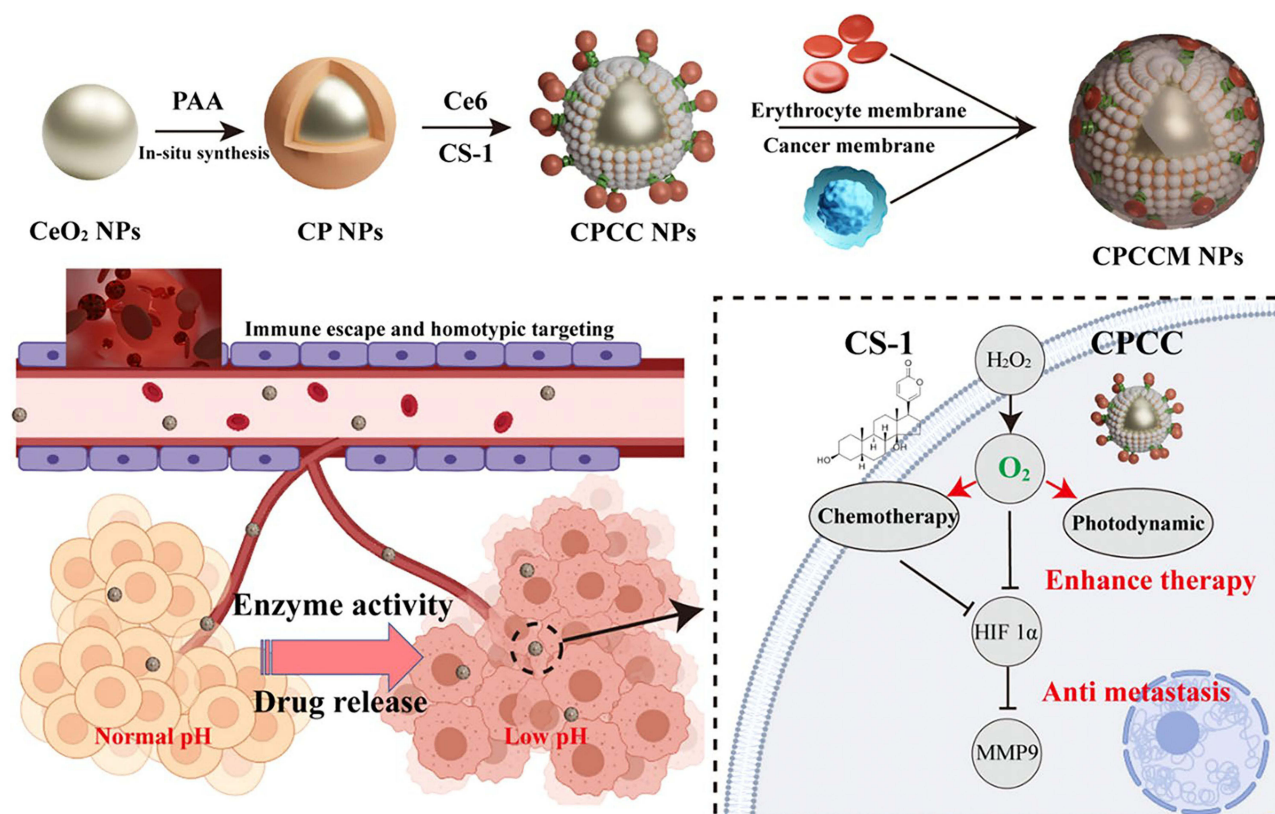 PAA
In-situ synthesis
Ce6
CS-1
Erythrocyte membrane
Cancer membrane
CeO₂ NPs
CP NPs
CPCC NPs
CPCCM NPs
Immune escape and homotypic targeting
Enzyme activity
Drug release
Normal pH
Low pH
CS-1
CPCC
H₂O₂
O
O
H
H
H
H
OH
HO
O₂
Chemotherapy
Photodynamic
Enhance therapy
HIF 1α
Anti metastasis
MMP9